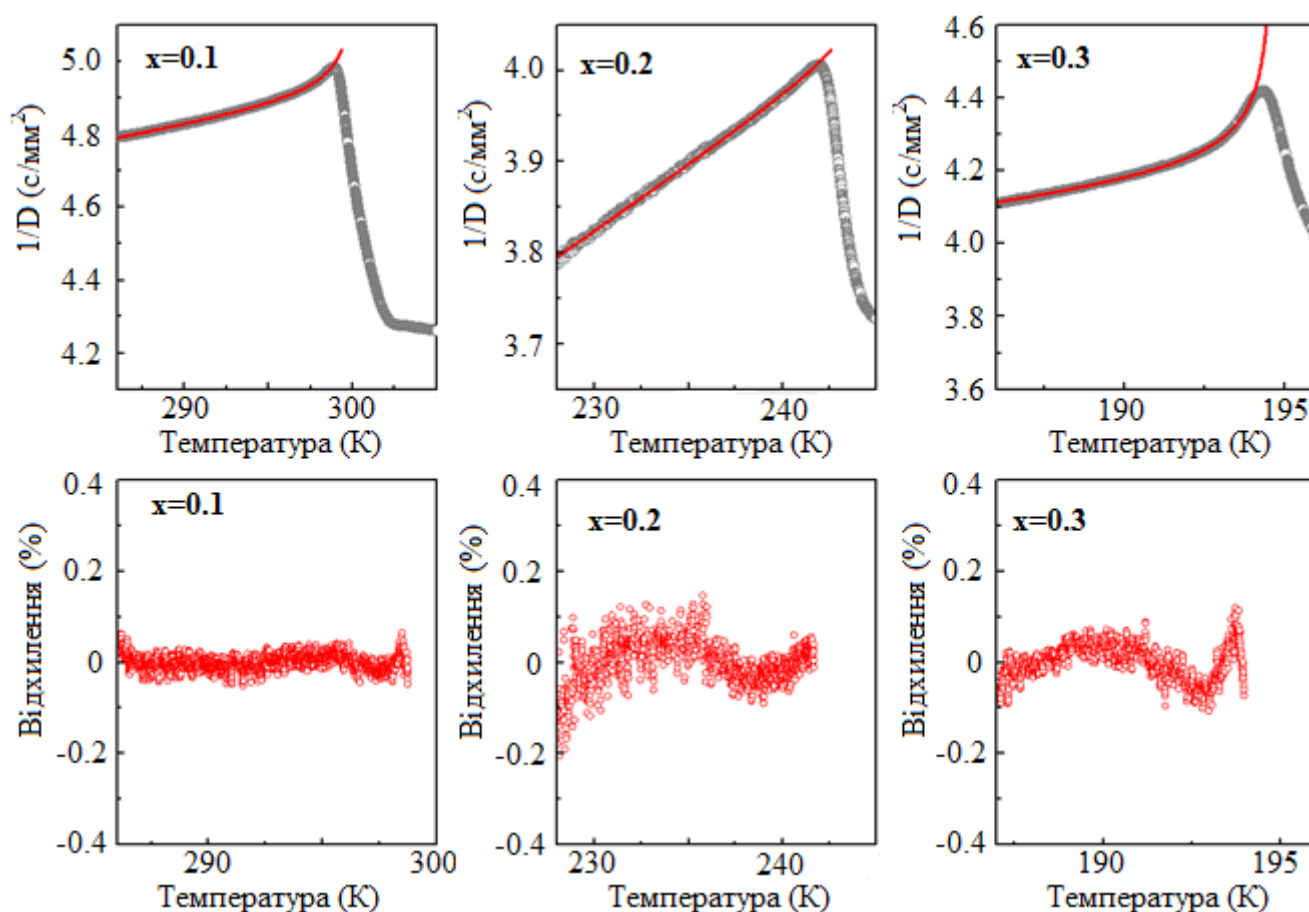 x=0.1
1/D (с/мм²)
5.0
4.8
4.6
4.4
4.2
290
300
Температура (К)
x=0.2
1/D (с/мм²)
4.0
3.9
3.8
3.7
230
240
Температура (К)
x=0.3
1/D (с/мм²)
4.6
4.4
4.2
4.0
3.8
3.6
190
195
Температура (К)
x=0.1
Відхилення (%)
0.4
0.2
0
-0.2
-0.4
290
300
Температура (К)
x=0.2
Відхилення (%)
0.4
0.2
0
-0.2
-0.4
230
240
Температура (К)
x=0.3
Відхилення (%)
0.4
0.2
0
-0.2
-0.4
190
195
Температура (К)